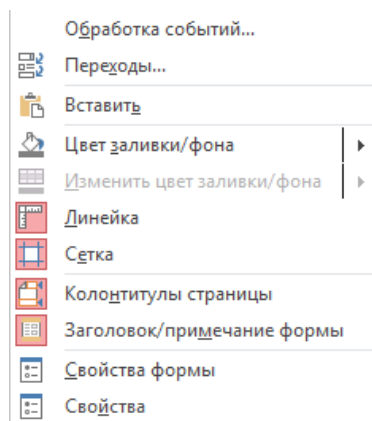 Обработка событий...
Переходы...
Вставить
Цвет заливки/фона
Изменить цвет заливки/фона
Линейка
Сетка
Колонтитулы страницы
Заголовок/примечание формы
Свойства формы
Свойства